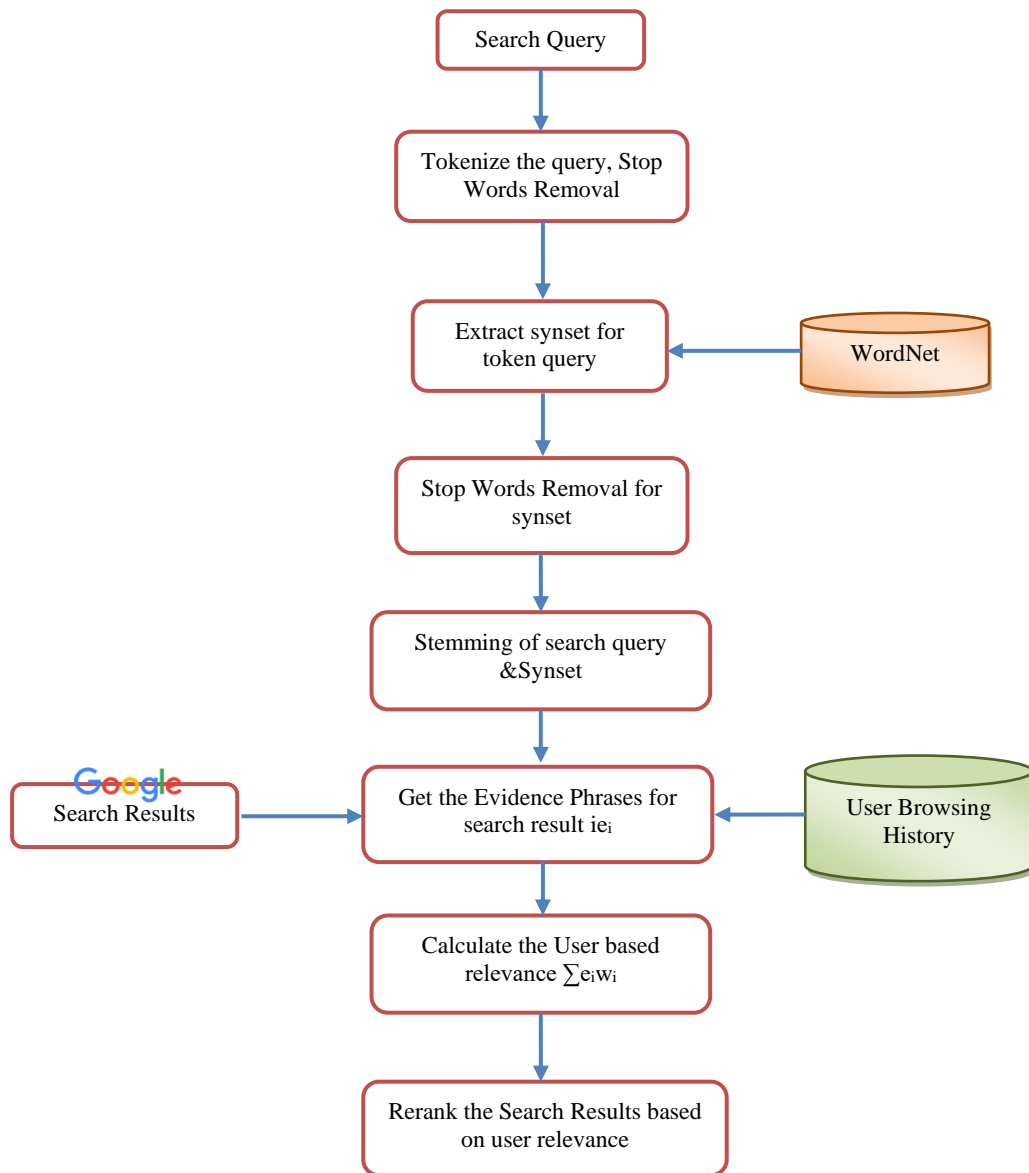 Search Query
Tokenize the query, Stop
Words Removal
Extract synset for
token query
WordNet
Stop Words Removal for
synset
Stemming of search query
&Synset
Google
Search Results
Get the Evidence Phrases for
search result ieᵢ
User Browsing
History
Calculate the User based
relevance ∑eᵢwᵢ
Rerank the Search Results based
on user relevance